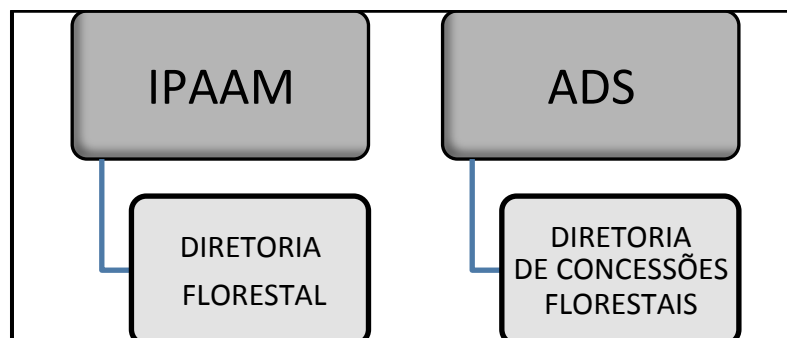 IPAAM
DIRETORIA
FLORESTAL
ADS
DIRETORIA
DE CONCESSÕES
FLORESTAIS